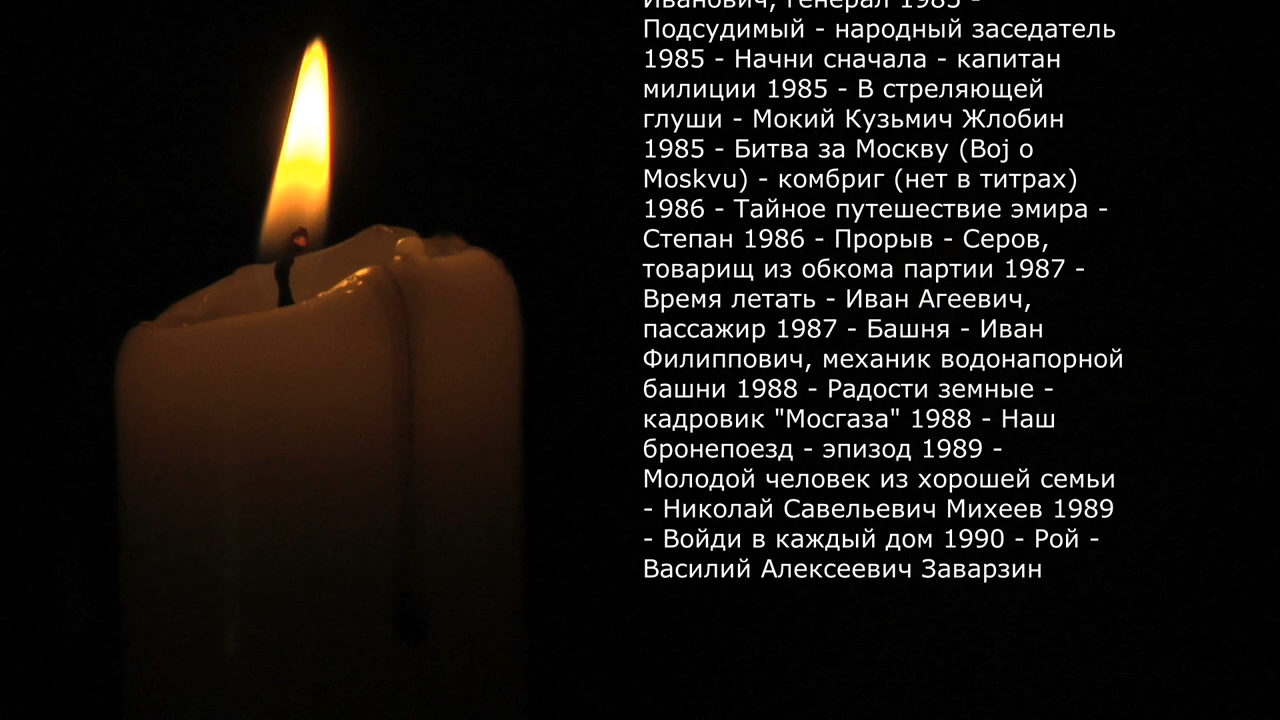 Иванович, генерал 1985 -
Подсудимый - народный заседатель
1985 - Начни сначала - капитан
милиции 1985 - В стреляющей
глуши - Мокий Кузьмич Жлобин
1985 - Битва за Москву (Boj o
Moskvu) - комбриг (нет в титрах)
1986 - Тайное путешествие эмира -
Степан 1986 - Прорыв - Серов,
товарищ из обкома партии 1987 -
Время летать - Иван Агеевич,
пассажир 1987 - Башня - Иван
Филиппович, механик водонапорной
башни 1988 - Радости земные -
кадровик "Мосгаза" 1988 - Наш
бронепоезд - эпизод 1989 -
Молодой человек из хорошей семьи
- Николай Савельевич Михеев 1989
- Войди в каждый дом 1990 - Рой -
Василий Алексеевич Заварзин